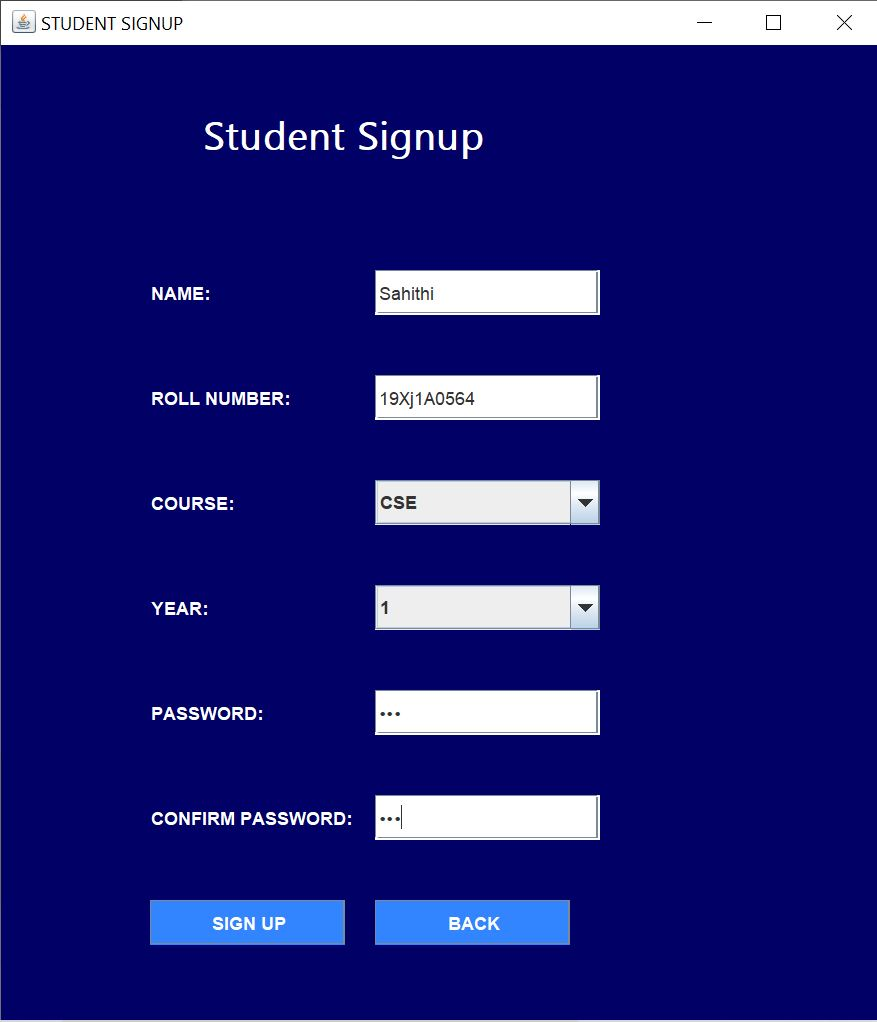 STUDENT SIGNUP
Student Signup
NAME: Sahithi
ROLL NUMBER: 19Xj1A0564
COURSE: CSE
YEAR: 1
PASSWORD: •••
CONFIRM PASSWORD: •••
SIGN UP BACK